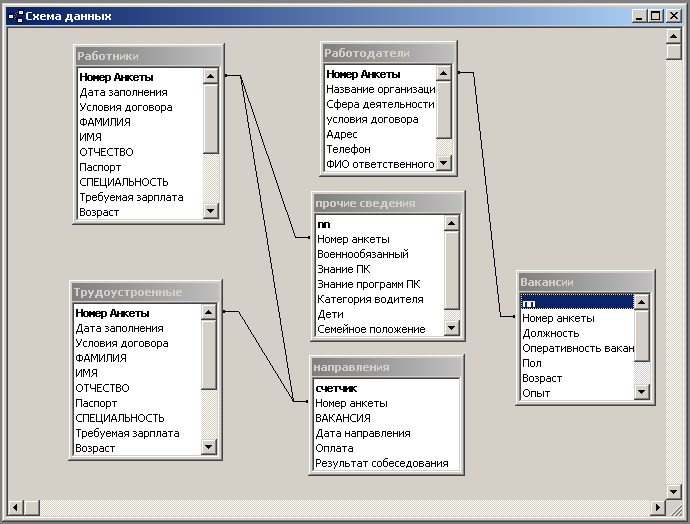 Схема данных
Работники
Номер Анкеты
Дата заполнения
Условия договора
ФАМИЛИЯ
ИМЯ
ОТЧЕСТВО
Паспорт
СПЕЦИАЛЬНОСТЬ
Требуемая зарплата
Возраст
Работодатели
Номер Анкеты
Название организаци
Сфера деятельности
условия договора
Адрес
Телефон
ФИО ответственного
прочие сведения
пп
Номер анкеты
Военнообязанный
Знание ПК
Знание программ ПК
Категория водителя
Дети
Семейное положение
Трудоустроенные
Номер Анкеты
Дата заполнения
Условия договора
ФАМИЛИЯ
ИМЯ
ОТЧЕСТВО
Паспорт
СПЕЦИАЛЬНОСТЬ
Требуемая зарплата
Возраст
направления
счетчик
Номер анкеты
ВАКАНСИЯ
Дата направления
Оплата
Результат собеседования
Вакансии
пп
Номер анкеты
Должность
Оперативность вакан
Пол
Возраст
Опыт